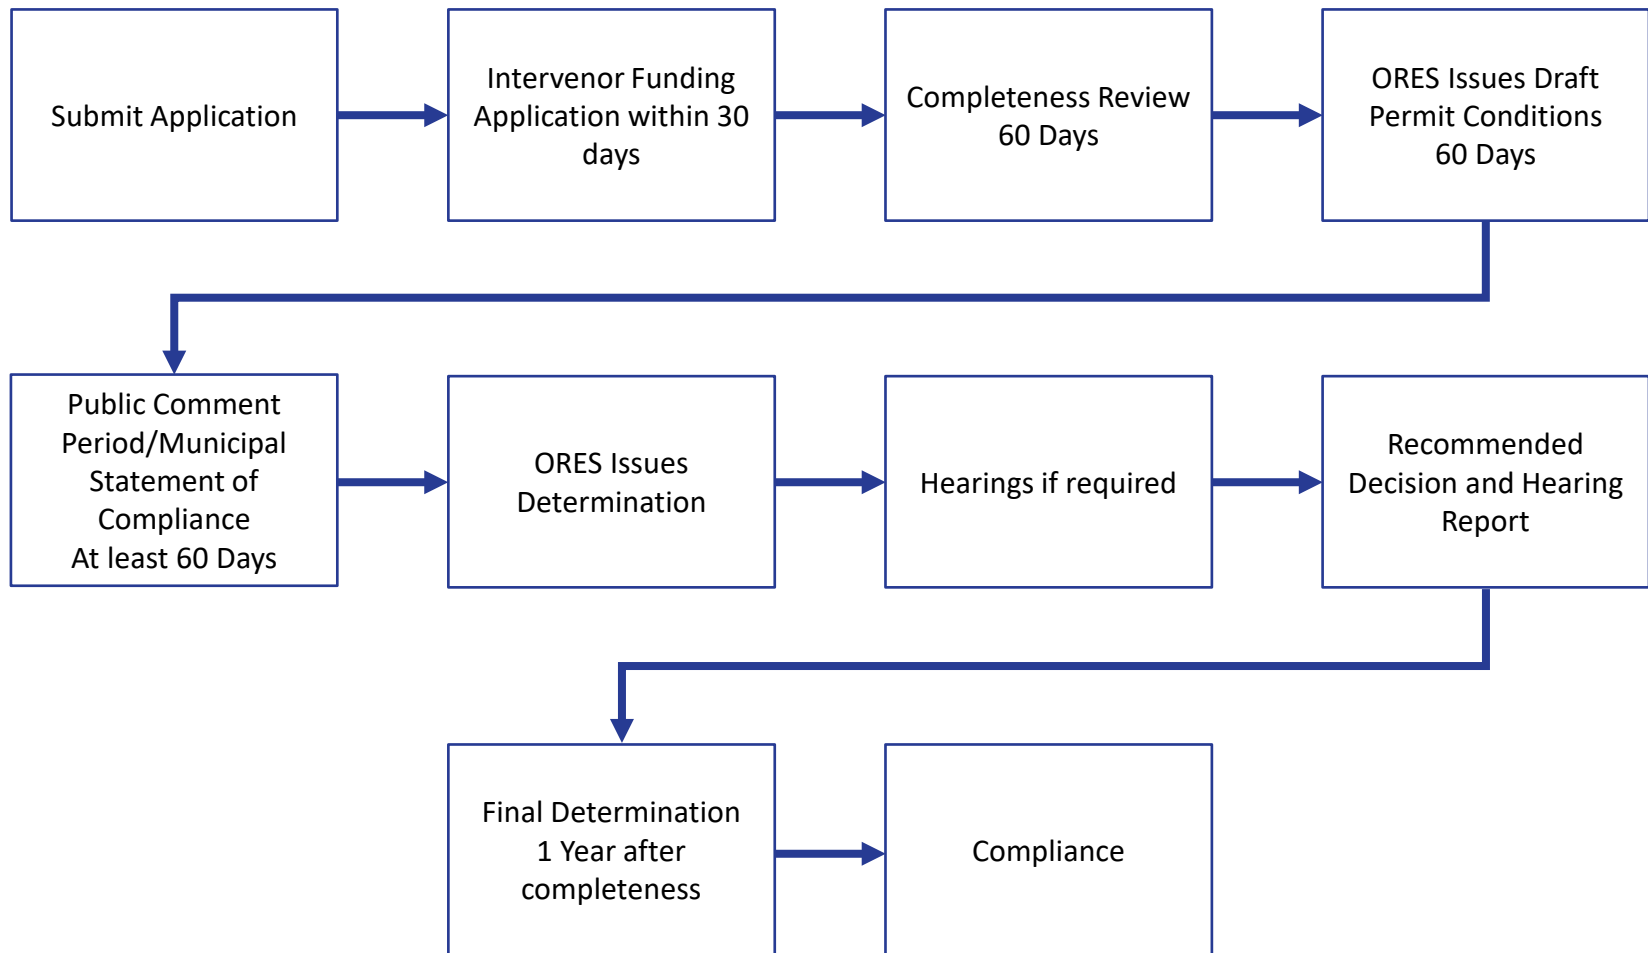 Submit Application
Intervenor Funding
Application within 30
days
Completeness Review
60 Days
ORES Issues Draft
Permit Conditions
60 Days
Public Comment
Period/Municipal
Statement of
Compliance
At least 60 Days
ORES Issues
Determination
Hearings if required
Recommended
Decision and Hearing
Report
Final Determination
1 Year after
completeness
Compliance